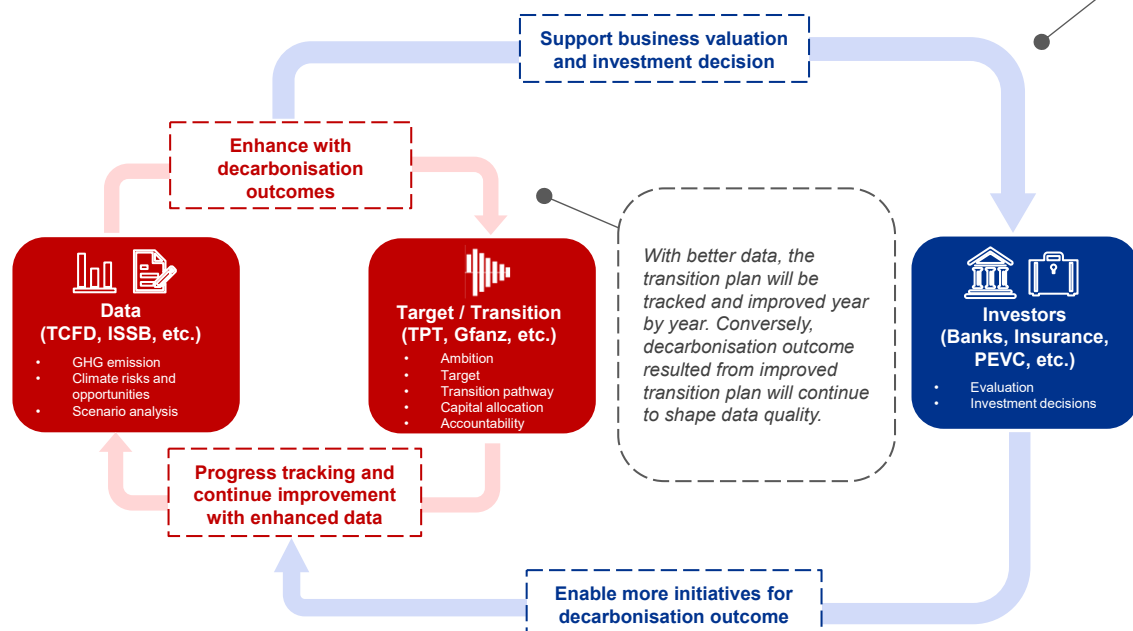 Support business valuation
and investment decision
Enhance with
decarbonisation
outcomes
Data
(TCFD, ISSB, etc.)
• GHG emission
• Climate risks and
opportunities
• Scenario analysis
Target / Transition
(TPT, Gfanz, etc.)
• Ambition
• Target
• Transition pathway
• Capital allocation
• Accountability
With better data, the
transition plan will be
tracked and improved year
by year. Conversely,
decarbonisation outcome
resulted from improved
transition plan will continue
to shape data quality.
Investors
(Banks, Insurance,
PEVC, etc.)
• Evaluation
• Investment decisions
Progress tracking and
continue improvement
with enhanced data
Enable more initiatives for
decarbonisation outcome